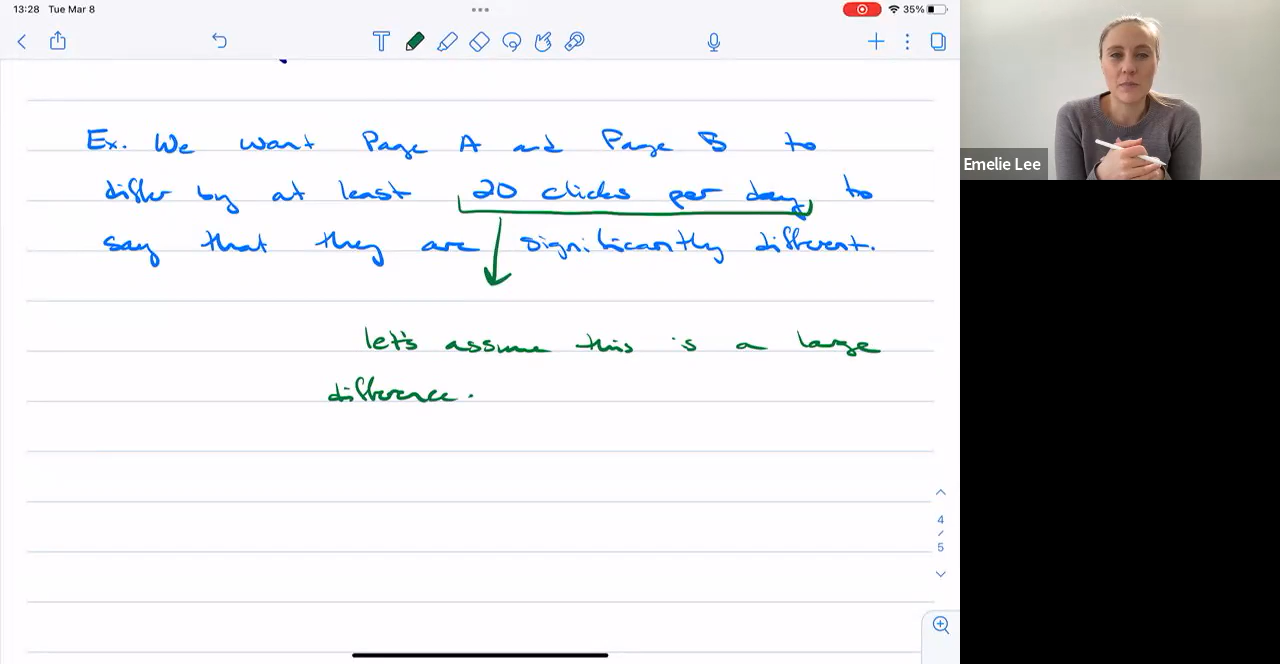 13:28 Tue Mar 8
35%
Ex. We want Page A and Page B to
differ by at least 20 clicks per day to
say that they are significantly different.
let's assume this is a large
difference.
4
/
5
Emelie Lee